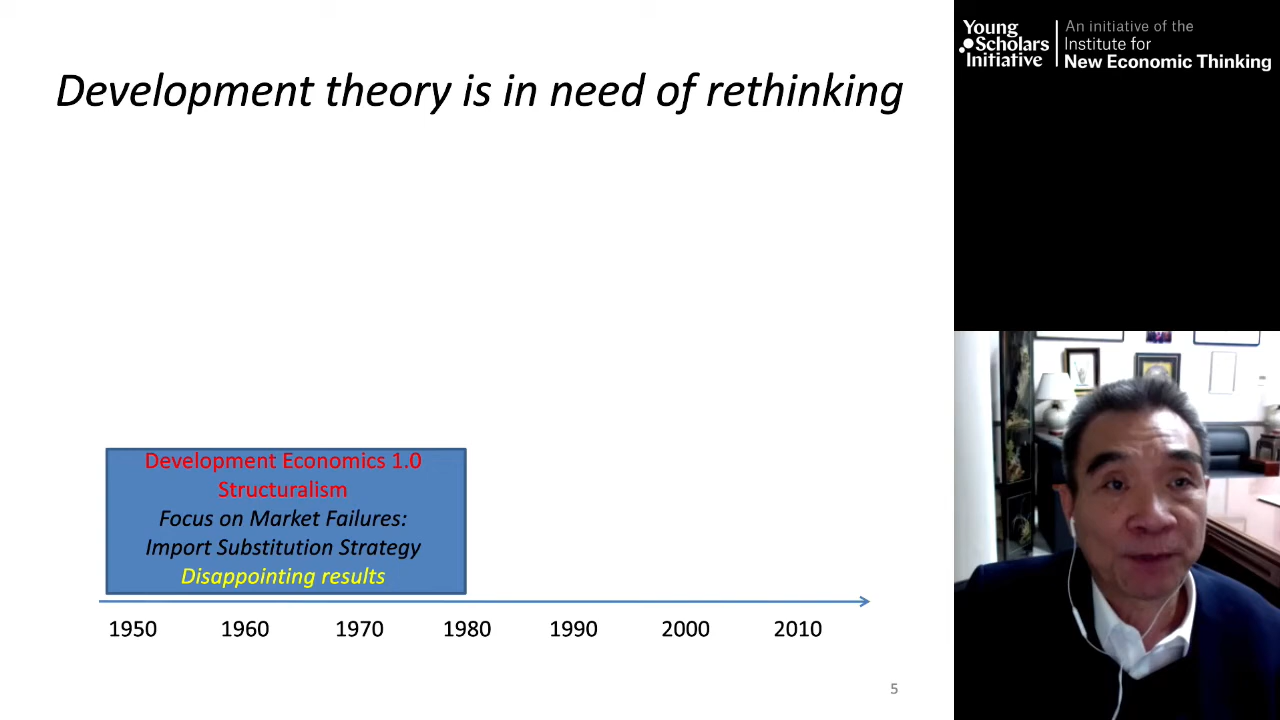 Development theory is in need of rethinking
Young
Scholars
Initiative
An initiative of the
Institute for
New Economic Thinking
Development Economics 1.0
Structuralism
Focus on Market Failures:
Import Substitution Strategy
Disappointing results
1950 1960 1970 1980 1990 2000 2010
5